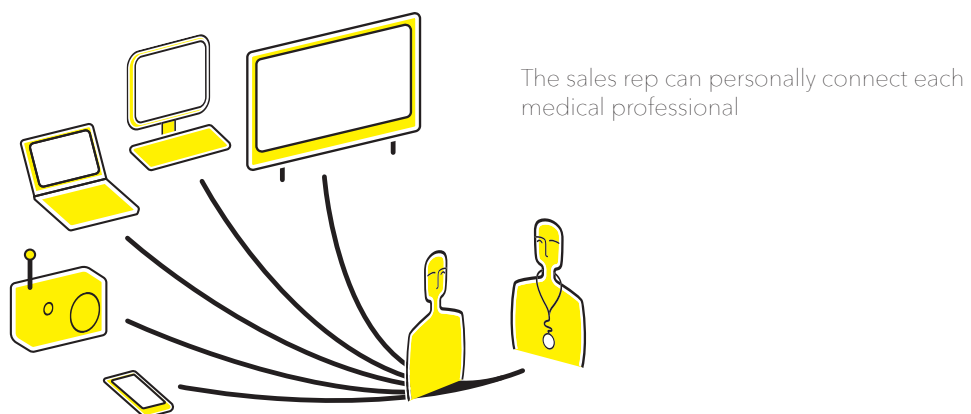 The sales rep can personally connect each
medical professional